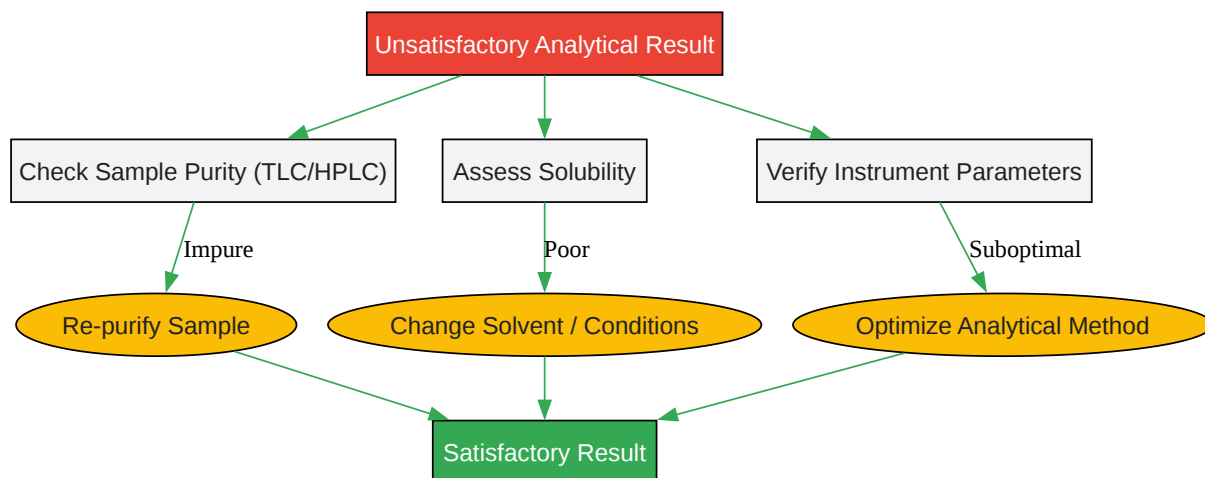 Unsatisfactory Analytical Result
Check Sample Purity (TLC/HPLC)
Assess Solubility
Verify Instrument Parameters
Impure
Poor
Suboptimal
Re-purify Sample
Change Solvent / Conditions
Optimize Analytical Method
Satisfactory Result